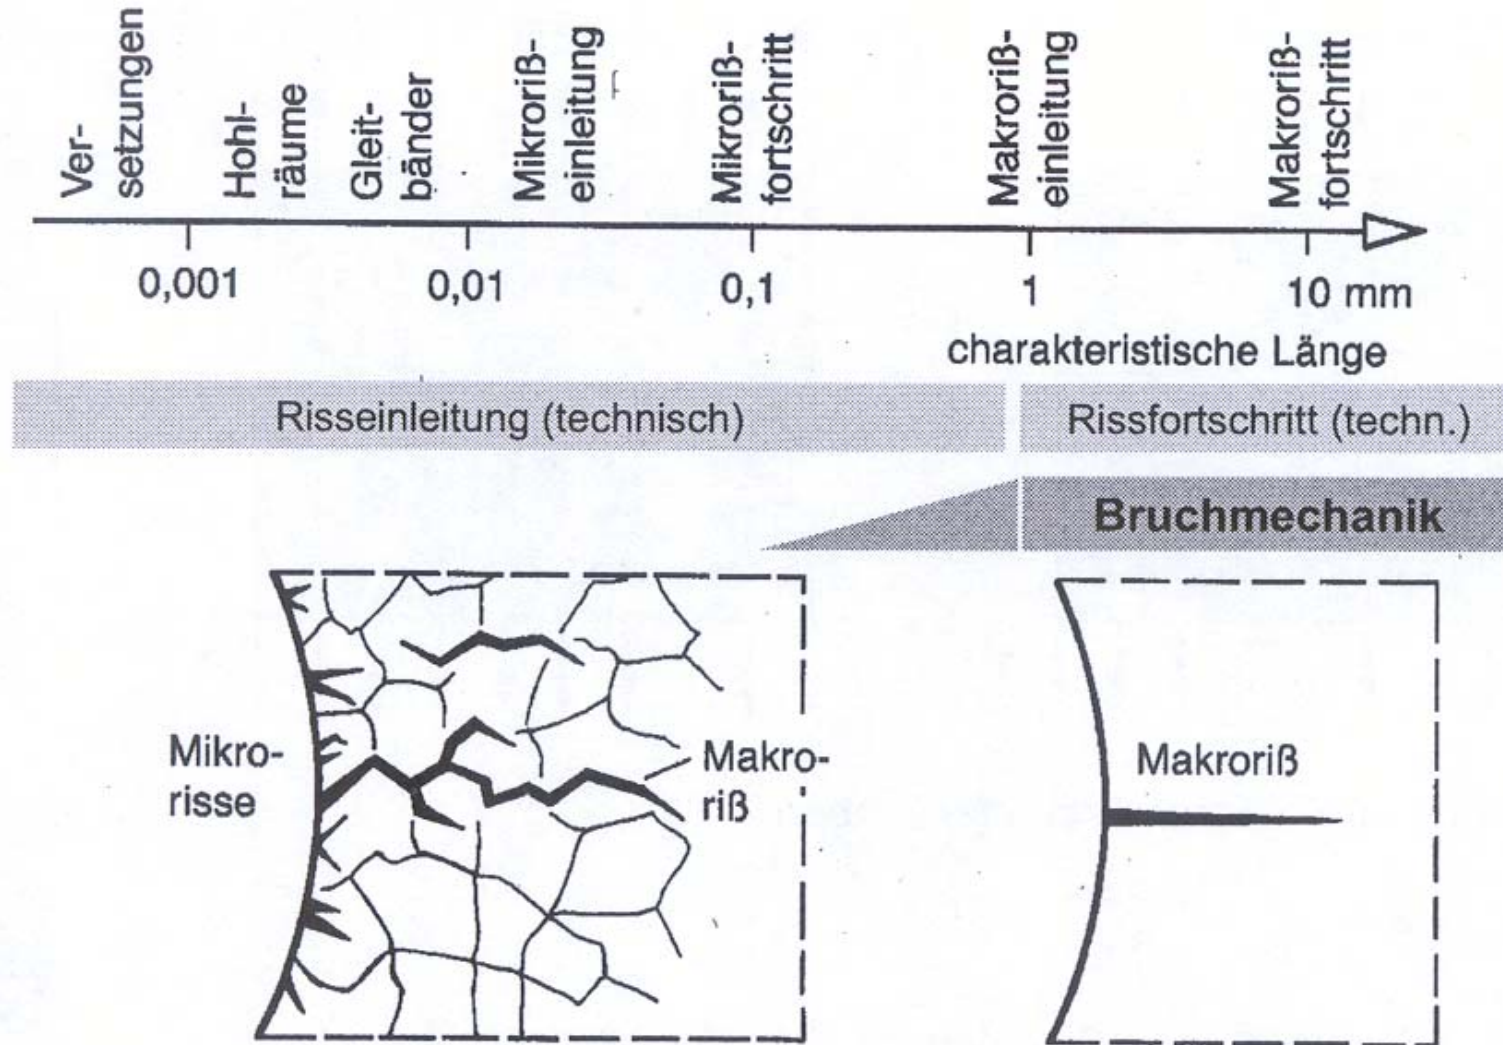 Ver-
setzungen
Hohl-
räume
Gleit-
bänder
Mikroriß-
einleitung
Mikroriß-
fortschritt
Makroriß-
einleitung
Makroriß-
fortschritt
0,001
0,01
0,1
1
10 mm
charakteristische Länge
Risseinleitung (technisch)
Rissfortschritt (techn.)
Bruchmechanik
Mikro-
risse
Makro-
riß
Makroriß